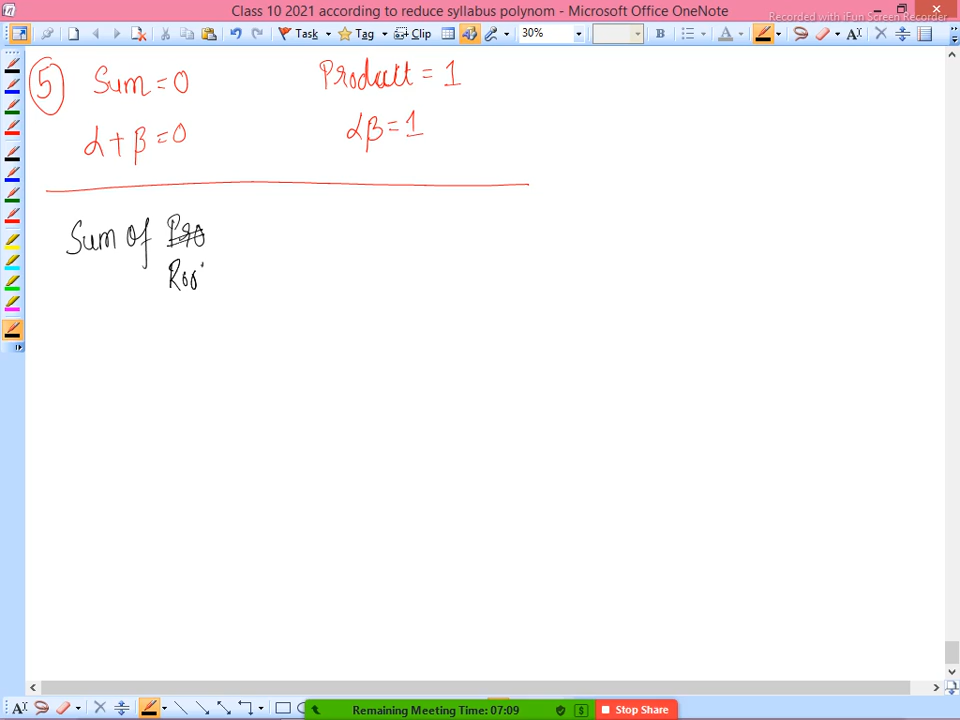 Class 10 2021 according to reduce syllabus polynom - Microsoft Office OneNote
Recorded with iFun Screen Recorder
Task Tag Clip 30% B A
5 Sum = 0 Product = 1
α + β = 0 αβ = 1
Sum of Pro
Roo
Remaining Meeting Time: 07:09 $ Stop Share